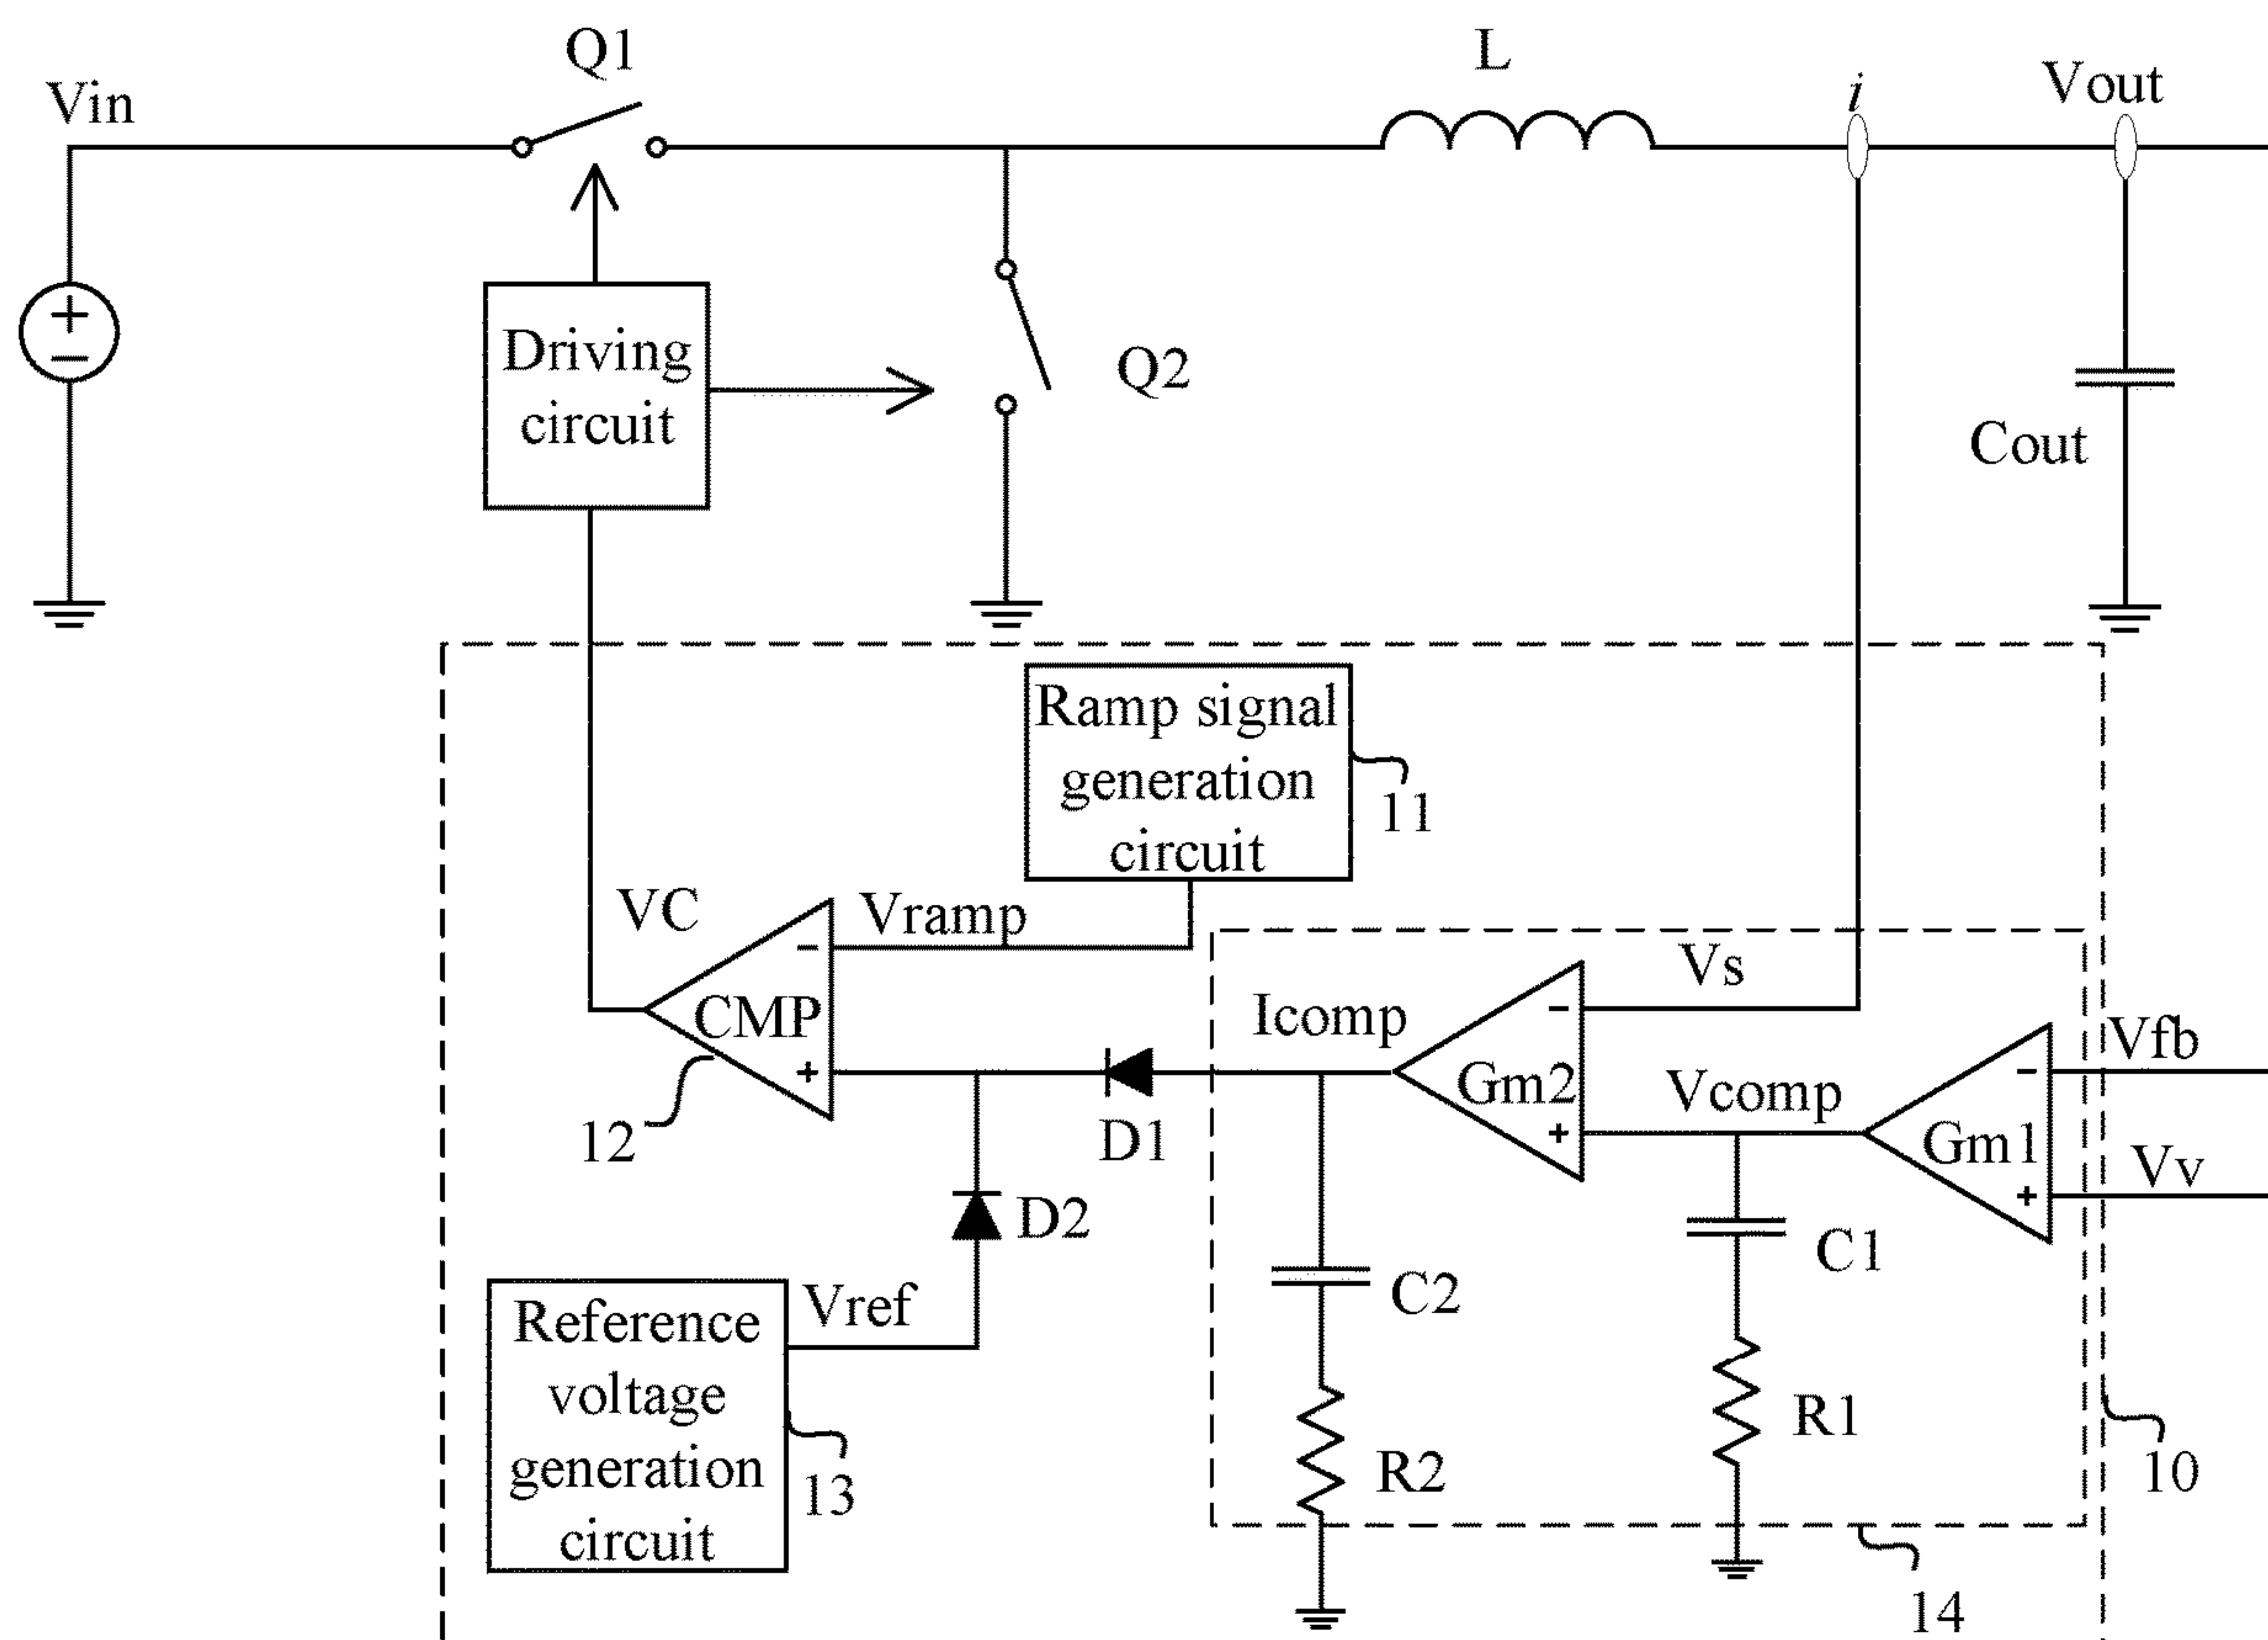 Q1
L
i
Vout
Vin
Driving
circuit
Q2
Cout
Ramp signal
generation
circuit
11
VC
Vramp
CMP
-
+
12
Icomp
Vs
Gm2
-
+
Vcomp
Gm1
-
+
Vfb
Vv
D1
D2
Vref
Reference
voltage
generation
circuit
13
C2
R2
C1
R1
10
14